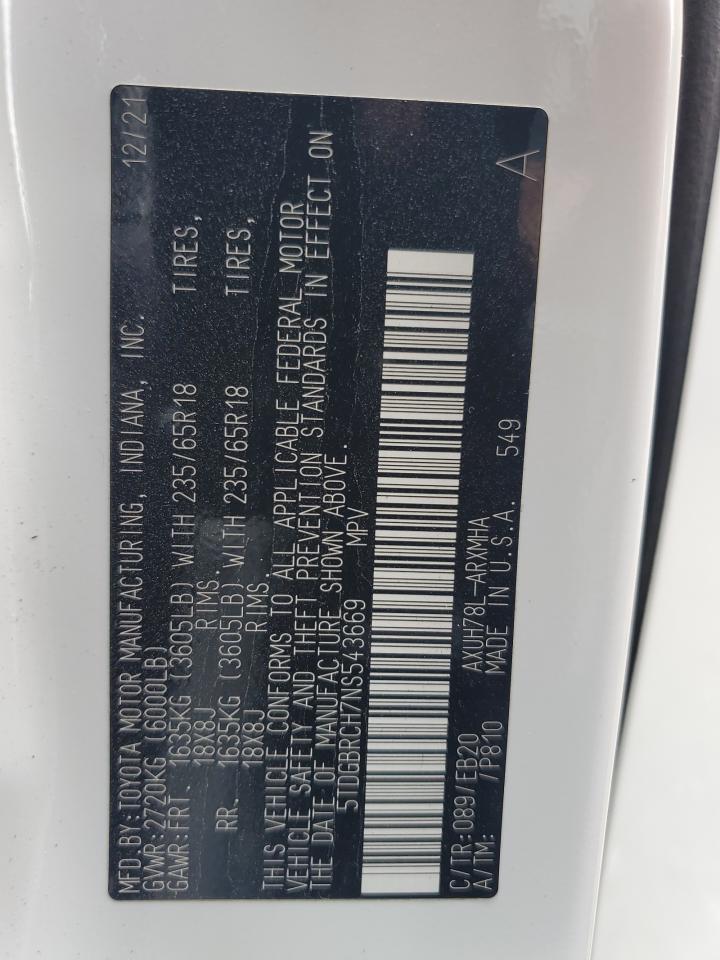 MFD.BY:TOYOTA MOTOR MANUFACTURING, INDIANA, INC. 12/21
GVWR:2720KG (6000LB)
GAWR:FRT. 1635KG (3605LB) WITH 235/65R18 TIRES,
18X8J RIMS.
RR. 1635KG (3605LB) WITH 235/65R18 TIRES,
18X8J RIMS.
THIS VEHICLE CONFORMS TO ALL APPLICABLE FEDERAL MOTOR
VEHICLE SAFETY AND THEFT PREVENTION STANDARDS IN EFFECT ON
THE DATE OF MANUFACTURE SHOWN ABOVE.
5TDGBRCH7NS543669 MPV
C/TR:089/EB20 AXUH78L-ARXMHA A
A/TM: /P810 MADE IN U.S.A. 549